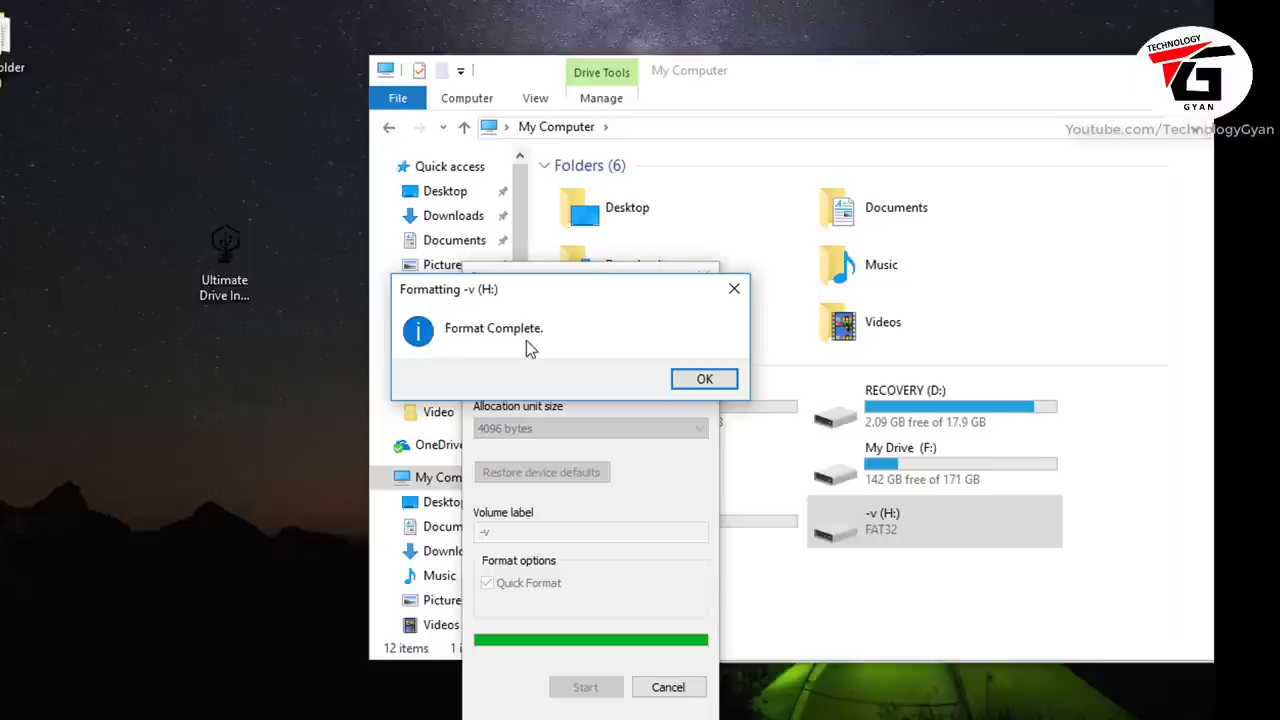 TECHNOLOGY
GYAN
Youtube.com/TechnologyGyan
older
Ultimate
Drive In...
Drive Tools
My Computer
File
Computer
View
Manage
My Computer
Quick access
Desktop
Downloads
Documents
Picture
Folders (6)
Desktop
Documents
Music
Videos
Formatting -v (H:)
Format Complete.
OK
Allocation unit size
4096 bytes
Restore device defaults
Volume label
-v
Format options
Quick Format
Start
Cancel
Video
OneDrive
My Comp
Desktop
Docum
Downlo
Music
Picture
Videos
12 items
RECOVERY (D:)
2.09 GB free of 17.9 GB
My Drive (F:)
142 GB free of 171 GB
-v (H:)
FAT32